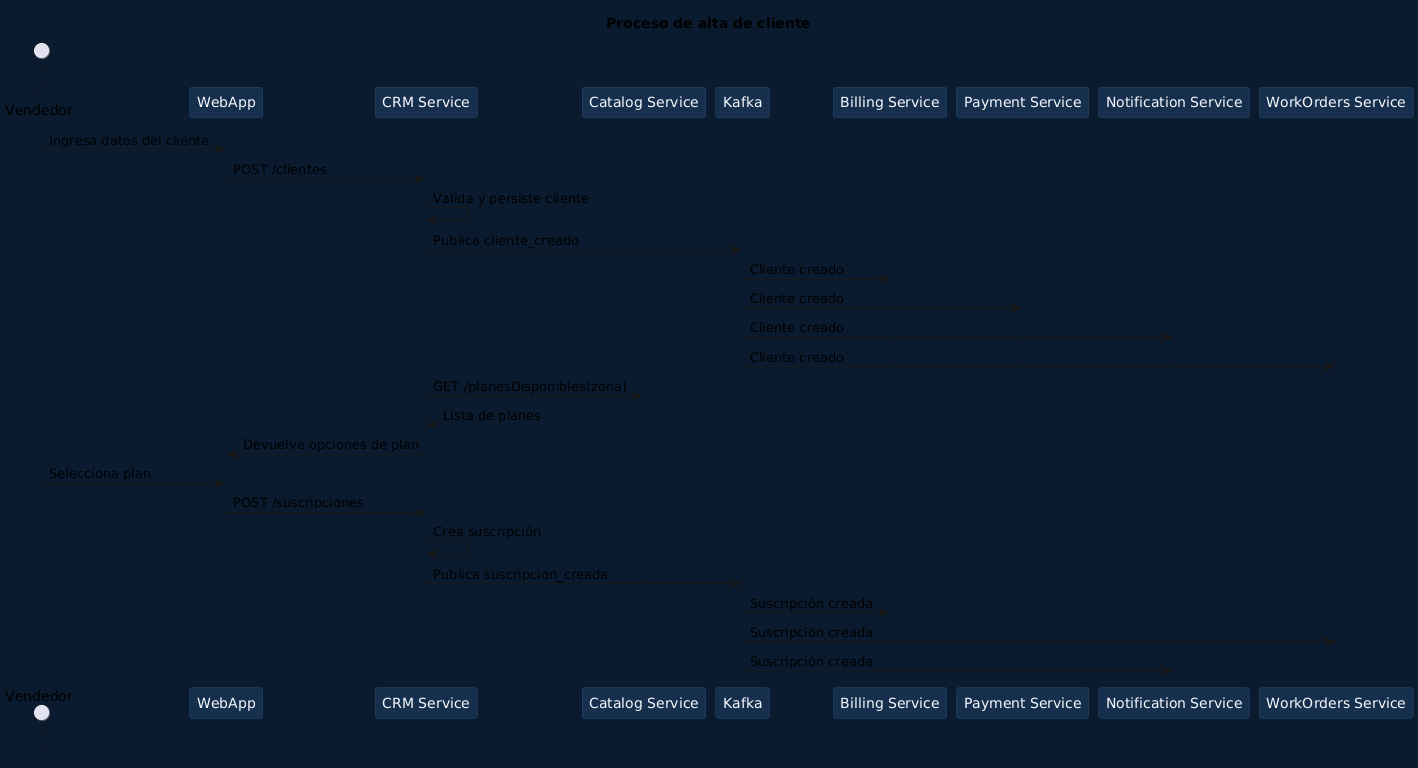 Proceso de alta de cliente
Vendedor
WebApp
CRM Service
Catalog Service
Kafka
Billing Service
Payment Service
Notification Service
WorkOrders Service
Ingresa datos del cliente
POST /clientes
Valida y persiste cliente
Publica cliente_creado
Cliente creado
Cliente creado
Cliente creado
Cliente creado
GET /planesDisponibles(zona)
Lista de planes
Devuelve opciones de plan
Selecciona plan
POST /suscripciones
Crea suscripción
Publica suscripcion_creada
Suscripción creada
Suscripción creada
Suscripción creada
Vendedor
WebApp
CRM Service
Catalog Service
Kafka
Billing Service
Payment Service
Notification Service
WorkOrders Service